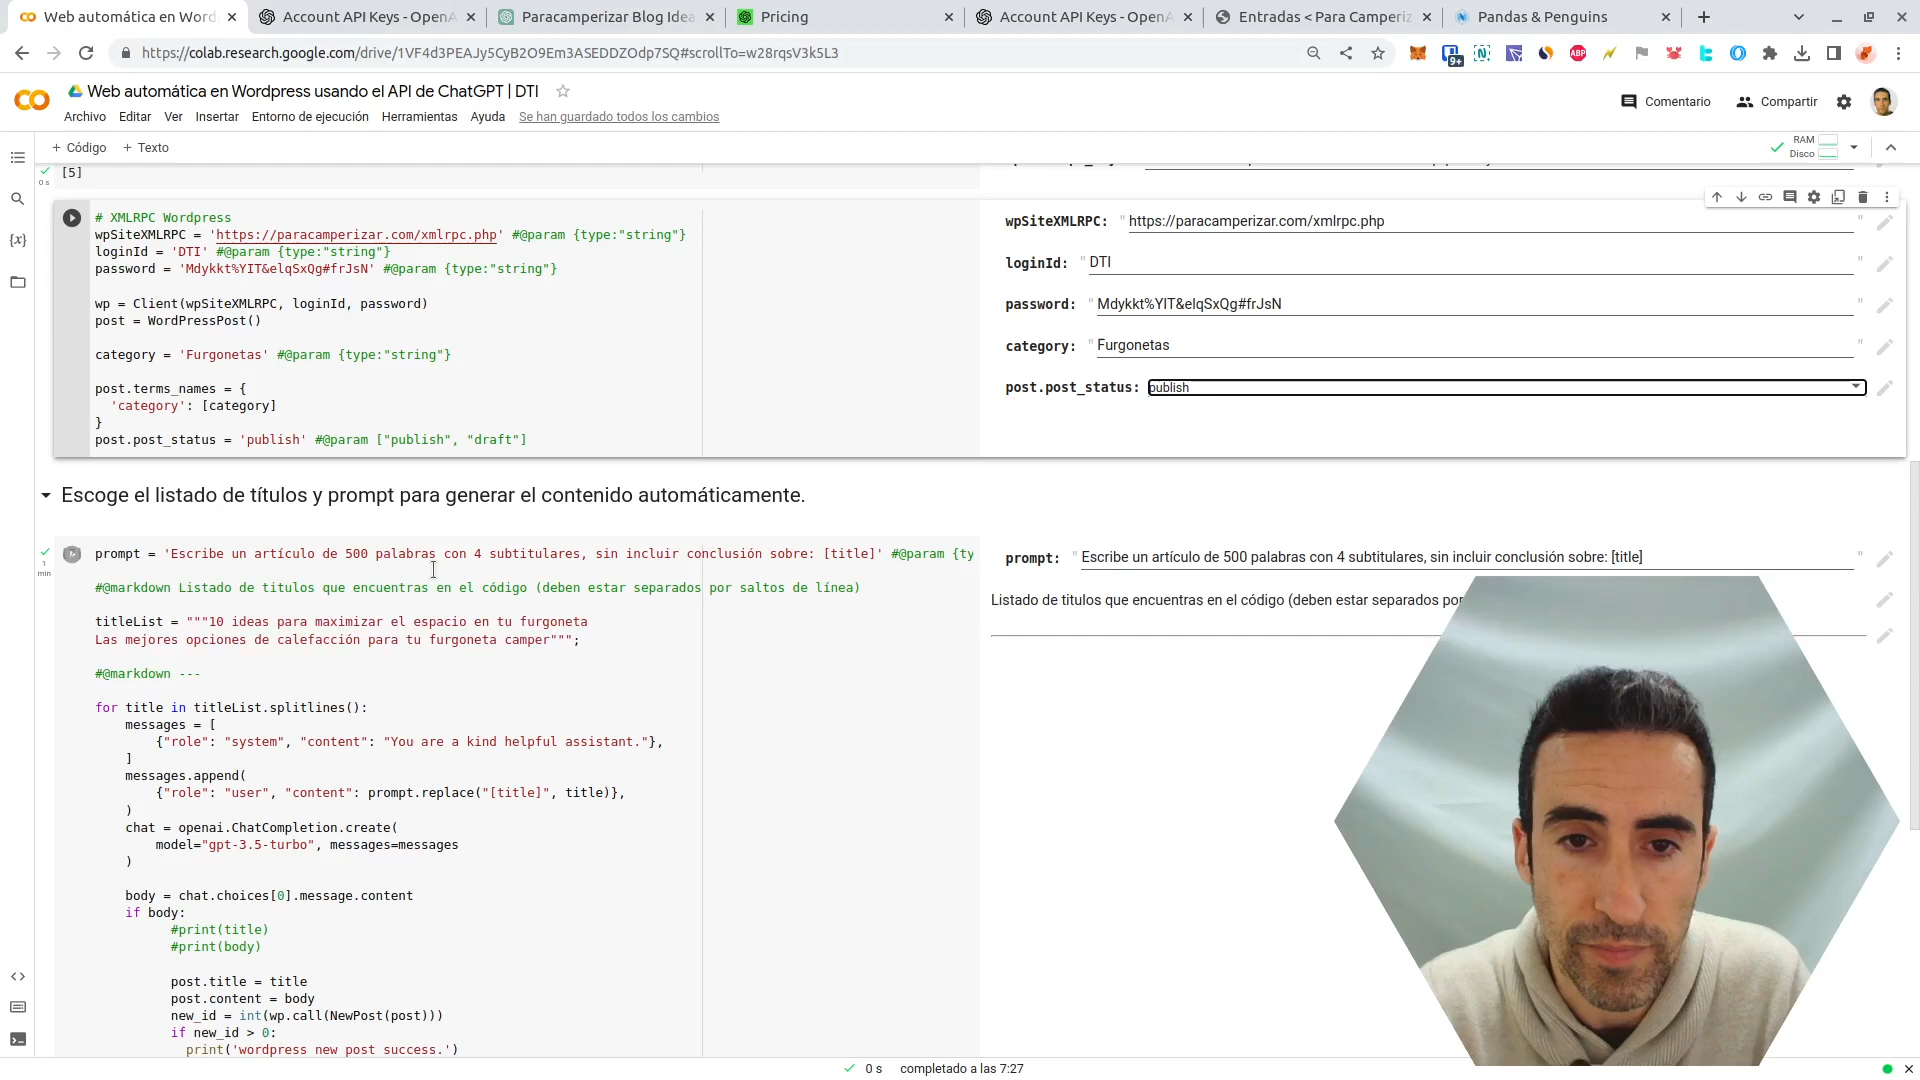 Web automática en Word
Account API Keys - OpenA
Paracamperizar Blog Idea
Pricing
Account API Keys - OpenA
Entradas < Para Camperiz
Pandas & Penguins
https://colab.research.google.com/drive/1VF4d3PEAJy5CyB2O9Em3ASEDDZOdp7SQ#scrollTo=w28rqsV3k5L3
9+
ABP
Web automática en Wordpress usando el API de ChatGPT | DTI
Archivo Editar Ver Insertar Entorno de ejecución Herramientas Ayuda Se han guardado todos los cambios
Comentario
Compartir
+ Código + Texto
RAM
Disco
[5]
0 s
# XMLRPC Wordpress
wpSiteXMLRPC = 'https://paracamperizar.com/xmlrpc.php' #@param {type:"string"}
loginId = 'DTI' #@param {type:"string"}
password = 'Mdykkt%YIT&elqSxQg#frJsN' #@param {type:"string"}
wp = Client(wpSiteXMLRPC, loginId, password)
post = WordPressPost()
category = 'Furgonetas' #@param {type:"string"}
post.terms_names = {
'category': [category]
}
post.post_status = 'publish' #@param ["publish", "draft"]
wpSiteXMLRPC: " https://paracamperizar.com/xmlrpc.php "
loginId: " DTI "
password: " Mdykkt%YIT&elqSxQg#frJsN "
category: " Furgonetas "
post.post_status: publish
Escoge el listado de títulos y prompt para generar el contenido automáticamente.
1
min
prompt = 'Escribe un artículo de 500 palabras con 4 subtitulares, sin incluir conclusión sobre: [title]' #@param {ty
#@markdown Listado de titulos que encuentras en el código (deben estar separados por saltos de línea)
titleList = """10 ideas para maximizar el espacio en tu furgoneta
Las mejores opciones de calefacción para tu furgoneta camper""";
#@markdown ---
for title in titleList.splitlines():
messages = [
{"role": "system", "content": "You are a kind helpful assistant."},
]
messages.append(
{"role": "user", "content": prompt.replace("[title]", title)},
)
chat = openai.ChatCompletion.create(
model="gpt-3.5-turbo", messages=messages
)
body = chat.choices[0].message.content
if body:
#print(title)
#print(body)
post.title = title
post.content = body
new_id = int(wp.call(NewPost(post)))
if new_id > 0:
print('wordpress new post success.')
prompt: " Escribe un artículo de 500 palabras con 4 subtitulares, sin incluir conclusión sobre: [title] "
Listado de titulos que encuentras en el código (deben estar separados por
0 s completado a las 7:27